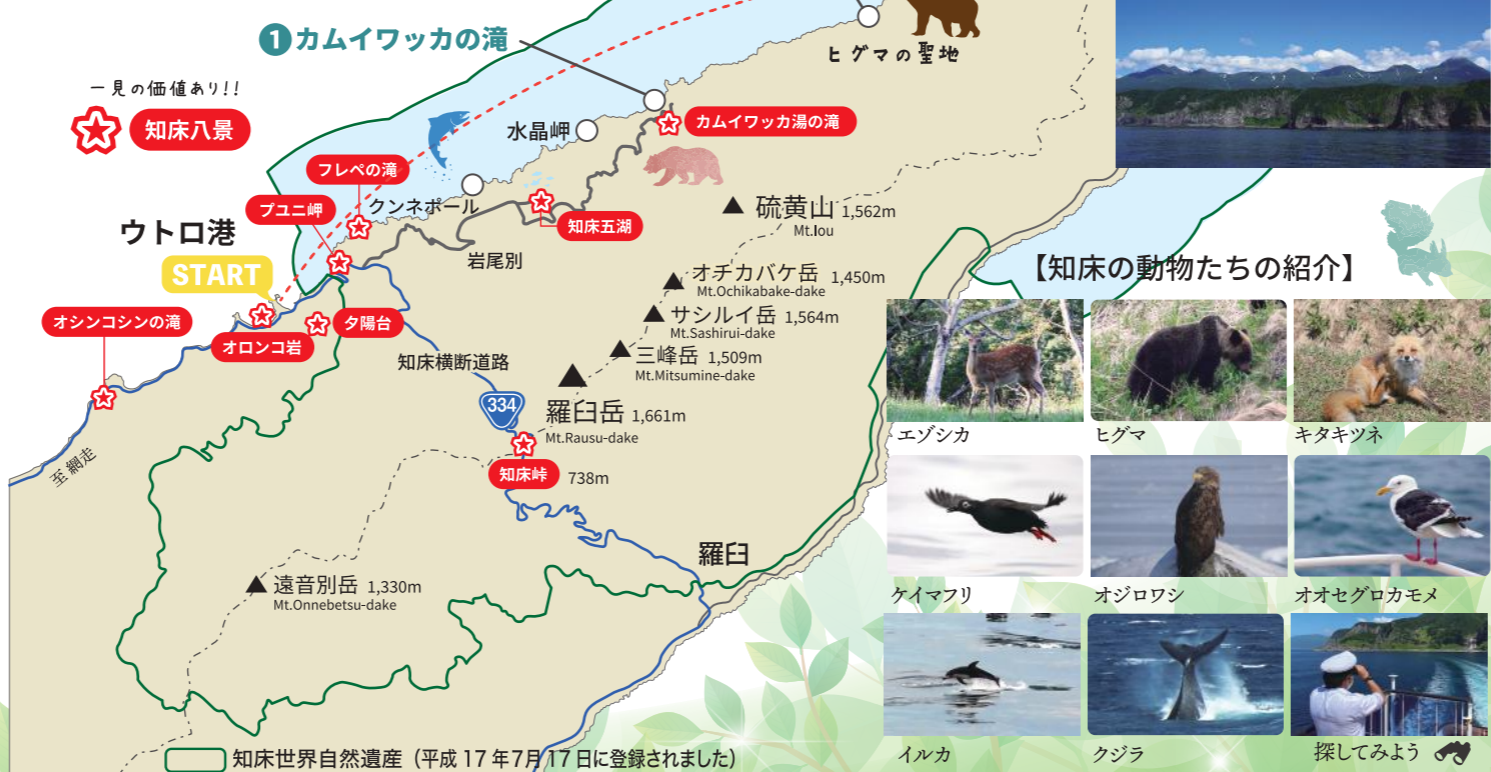 ❶カムイワッカの滝
ヒグマの聖地
一見の価値あり!!
知床八景
水晶岬
カムイワッカ湯の滝
フレペの滝
プユニ岬
クンネポール
知床五湖
ウトロ港
START
岩尾別
硫黄山 1,562m
Mt.Iou
オチカバケ岳 1,450m
Mt.Ochikabake-dake
サシルイ岳 1,564m
Mt.Sashirui-dake
三峰岳 1,509m
Mt.Mitsumine-dake
オシンコシンの滝
オロンコ岩
夕陽台
知床横断道路
334
羅臼岳 1,661m
Mt.Rausu-dake
知床峠 738m
至 網走
羅臼
遠音別岳 1,330m
Mt.Onnebetsu-dake
知床世界自然遺産（平成 17 年7月 17 日に登録されました）
【知床の動物たちの紹介】
エゾシカ
ヒグマ
キタキツネ
ケイマフリ
オジロワシ
オオセグロカモメ
イルカ
クジラ
探してみよう